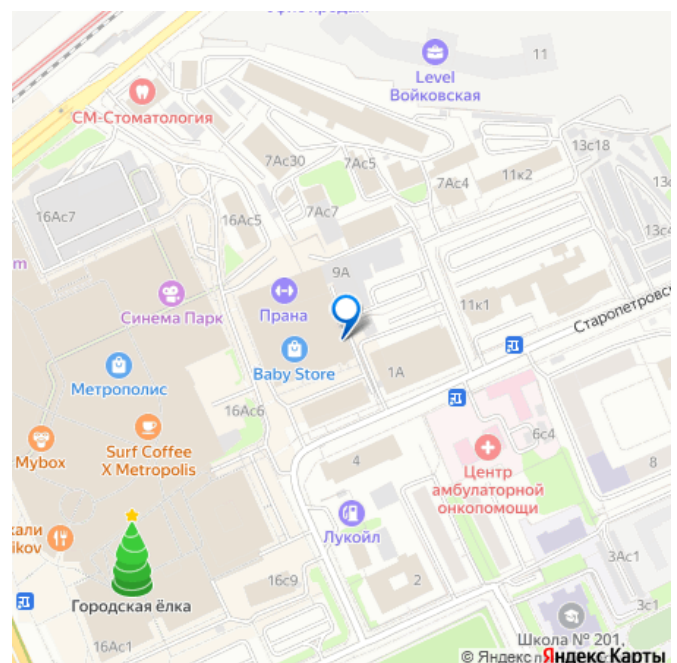 Level
Войковская
11
СМ-Стоматология
7Ас30
7Ас5
7Ас4
11к2
13с18
16Ас7
16Ас5
7Ас7
9А
Прана
Синема Парк
11к1
Старопетровс
Метрополис
Baby Store
1А
16Ас6
Mybox
Surf Coffee
X Metropolis
4
6с4
8
Центр
амбулаторной
онкопомощи
Лукойл
3Ас1
16с9
2
3с1
Городская ёлка
16Ас1
Школа № 201,
© Яндекс
Яндекс Карты